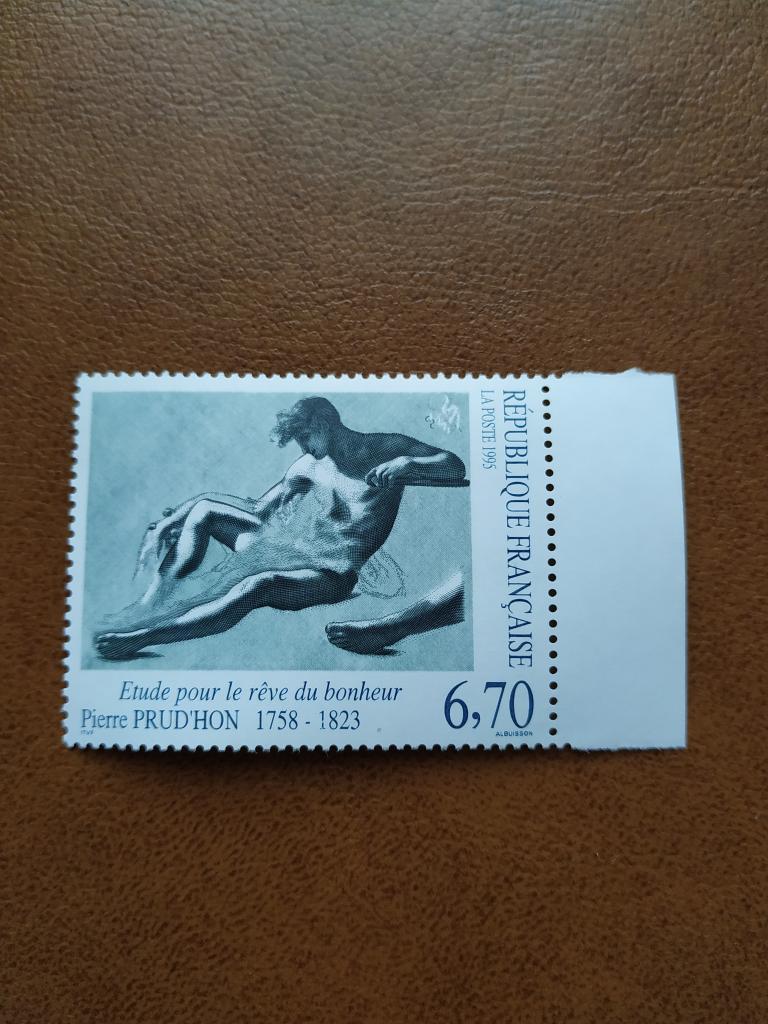 RÉPUBLIQUE FRANÇAISE
LA POSTE 1995
Etude pour le rêve du bonheur
Pierre PRUD'HON 1758 - 1823
6,70
ITVF
ALBUISSON